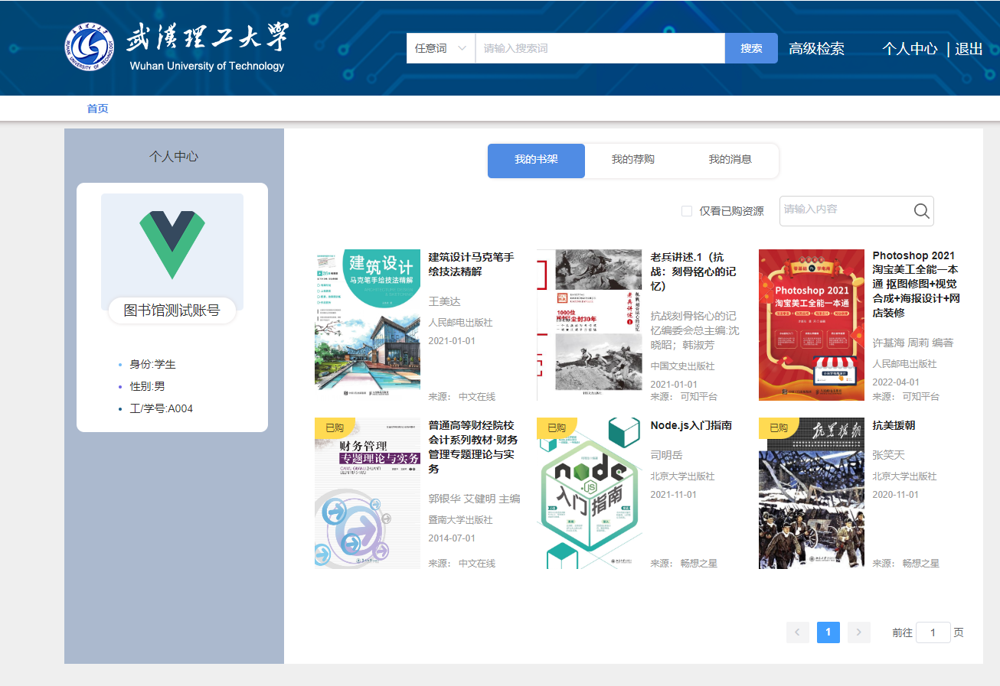 武漢理工大學
Wuhan University of Technology
任意词
请输入搜索词
搜索
高级检索
个人中心 | 退出
首页
个人中心
图书馆测试账号
身份:学生
性别:男
工/学号:A004
我的书架
我的荐购
我的消息
仅看已购资源
请输入内容
建筑设计
马克笔手绘技法精解
建筑设计马克笔手
绘技法精解
王美达
人民邮电出版社
2021-01-01
来源： 中文在线
老兵讲述
1000位
尘封30年
老兵讲述.1（抗
战：刻骨铭心的记
忆）
抗战刻骨铭心的记
忆编委会总主编:沈
晓昭；韩淑芳
中国文史出版社
2021-01-01
来源： 可知平台
零基础
学电商
Photoshop 2021
淘宝美工全能一本通
Photoshop 2021
淘宝美工全能一本
通 抠图修图+视觉
合成+海报设计+网
店装修
许基海 周莉 编著
人民邮电出版社
2022-04-01
来源： 可知平台
已购
财务管理
专题理论与实务
普通高等财经院校
会计系列教材·财务
管理专题理论与实
务
郭银华 艾健明 主编
暨南大学出版社
2014-07-01
来源： 中文在线
已购
node
JS
入门指南
Node.js入门指南
司明岳
北京大学出版社
2021-11-01
来源： 畅想之星
已购
抗美援朝
抗美援朝
张笑天
北京大学出版社
2020-11-01
来源： 畅想之星
1
前往 1 页